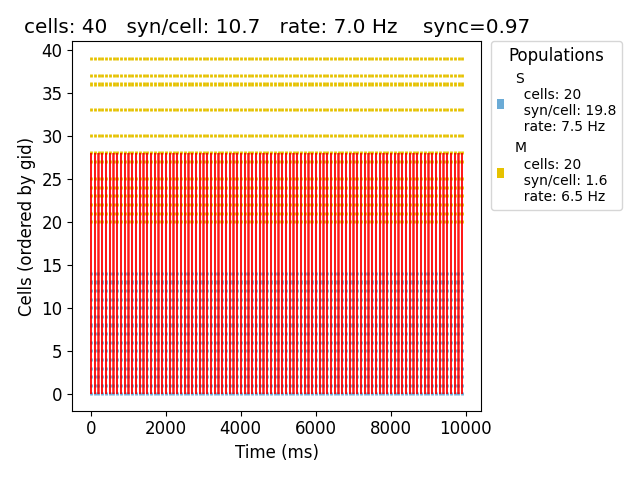 cells: 40   syn/cell: 10.7   rate: 7.0 Hz    sync=0.97
Populations
S
cells: 20
syn/cell: 19.8
rate: 7.5 Hz
M
cells: 20
syn/cell: 1.6
rate: 6.5 Hz
Cells (ordered by gid)
40
35
30
25
20
15
10
5
0
0 2000 4000 6000 8000 10000
Time (ms)